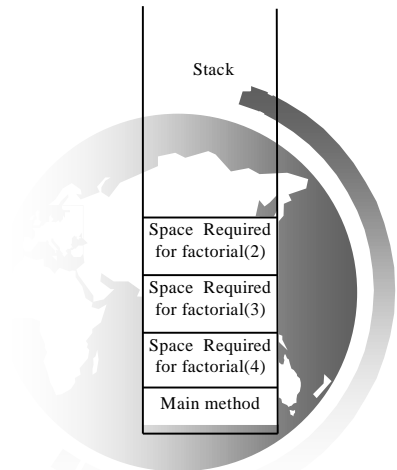 Stack
Space Required
for factorial(2)
Space Required
for factorial(3)
Space Required
for factorial(4)
Main method